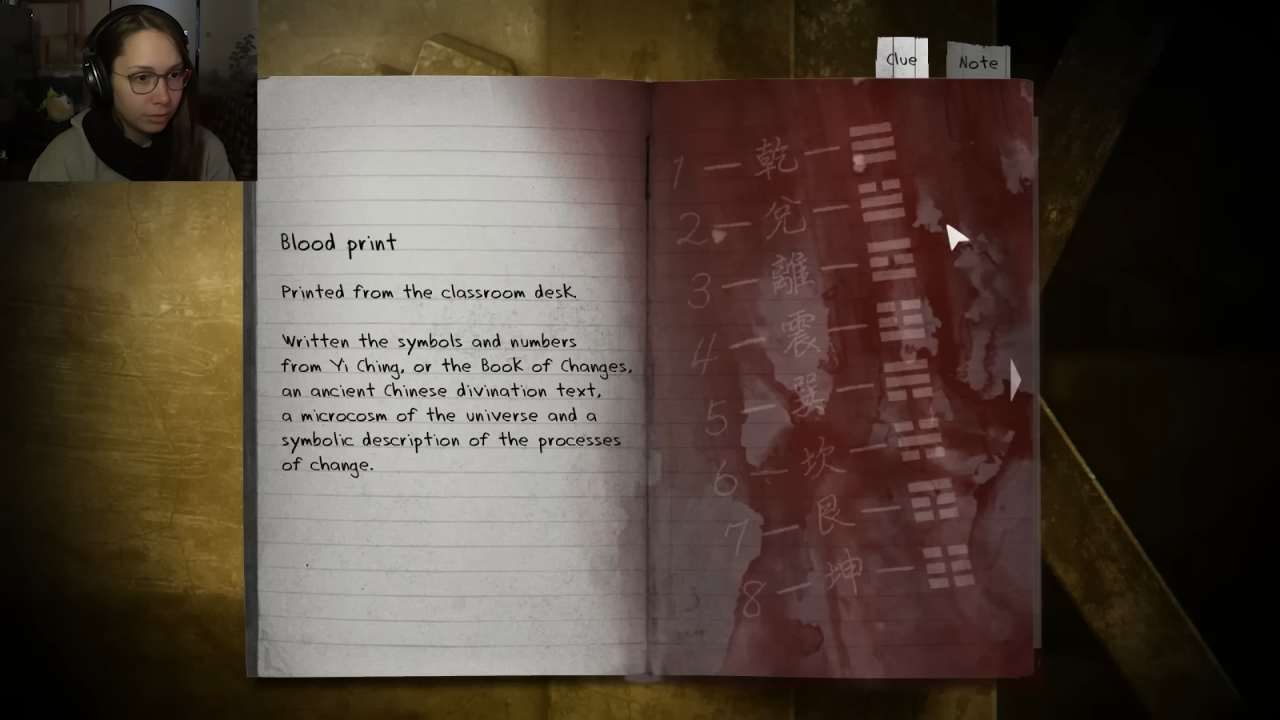 Clue
Note
Blood print
Printed from the classroom desk.
Written the symbols and numbers
from Yi Ching, or the Book of Changes,
an ancient Chinese divination text,
a microcosm of the universe and a
symbolic description of the processes
of change.
1 — 乾 — ☰
2 — 兌 — ☱
3 — 離 — ☲
4 — 震 — ☳
5 — 巽 — ☴
6 — 坎 — ☵
7 — 艮 — ☶
8 — 坤 — ☷